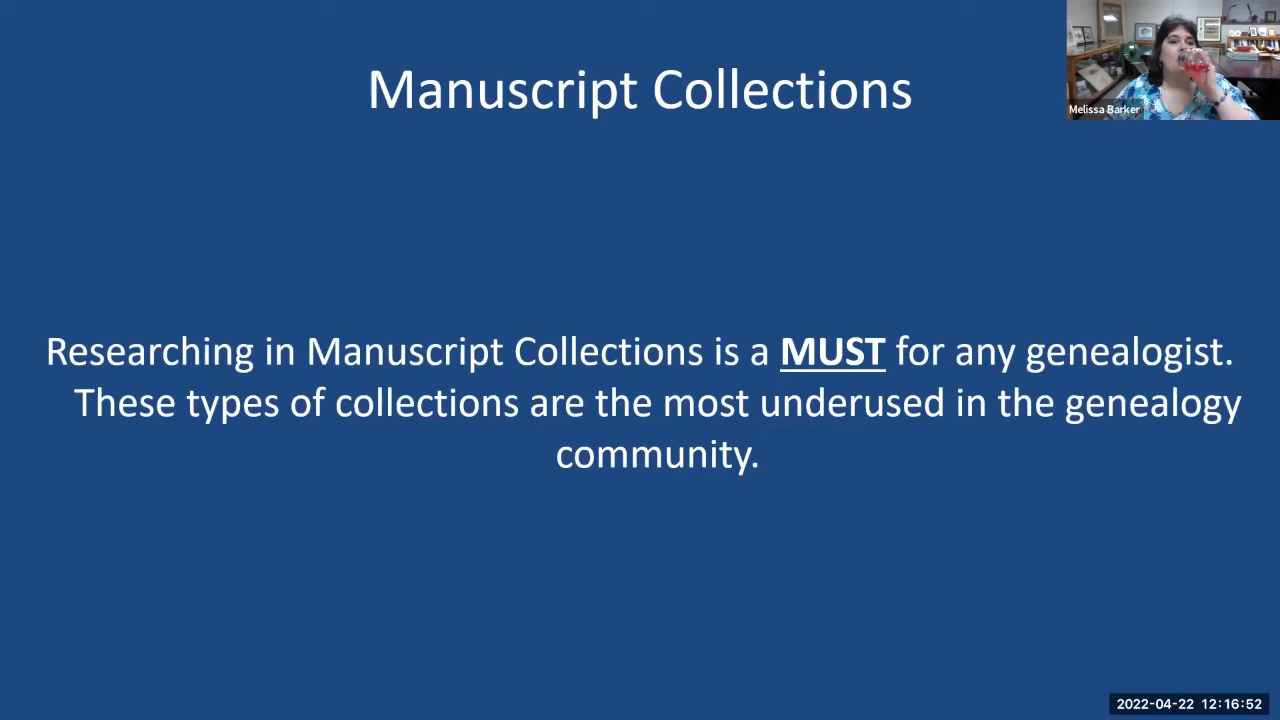 Manuscript Collections
Melissa Barker
Researching in Manuscript Collections is a MUST for any genealogist.
These types of collections are the most underused in the genealogy
community.
2022-04-22 12:16:52